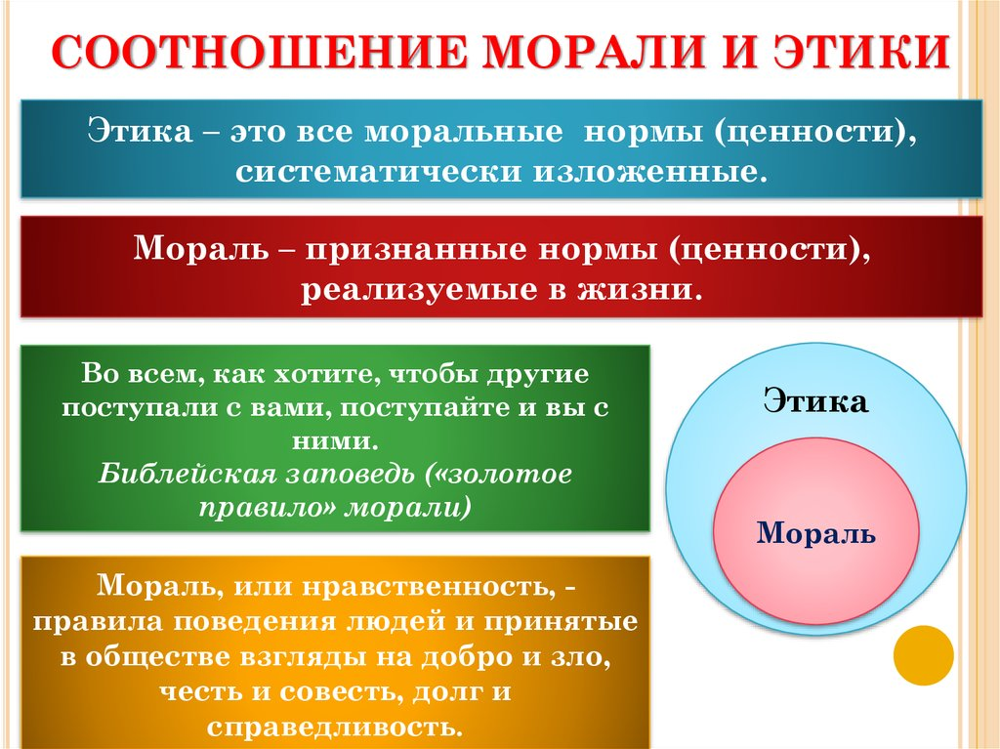 СООТНОШЕНИЕ МОРАЛИ И ЭТИКИ
Этика – это все моральные  нормы (ценности),
систематически изложенные.
Мораль – признанные нормы (ценности),
реализуемые в жизни.
Во всем, как хотите, чтобы другие
поступали с вами, поступайте и вы с
ними.
Библейская заповедь («золотое
правило» морали)
Этика
Мораль
Мораль, или нравственность, -
правила поведения людей и принятые
в обществе взгляды на добро и зло,
честь и совесть, долг и
справедливость.